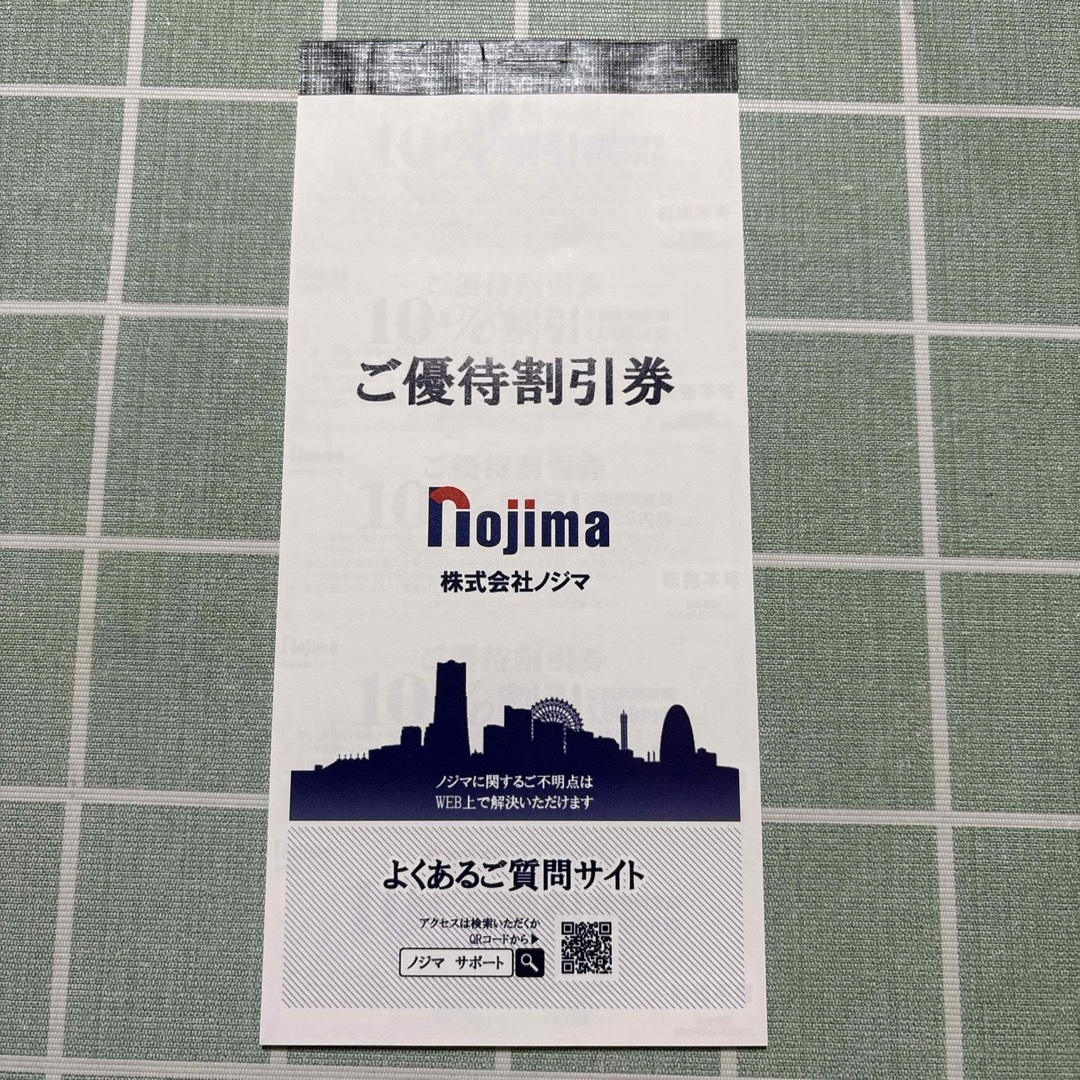 ご優待割引券
nojima
株式会社ノジマ
ノジマに関するご不明点は
WEB上で解決いただけます
よくあるご質問サイト
アクセスは検索いただくか
QRコードから▶
ノジマ サポート